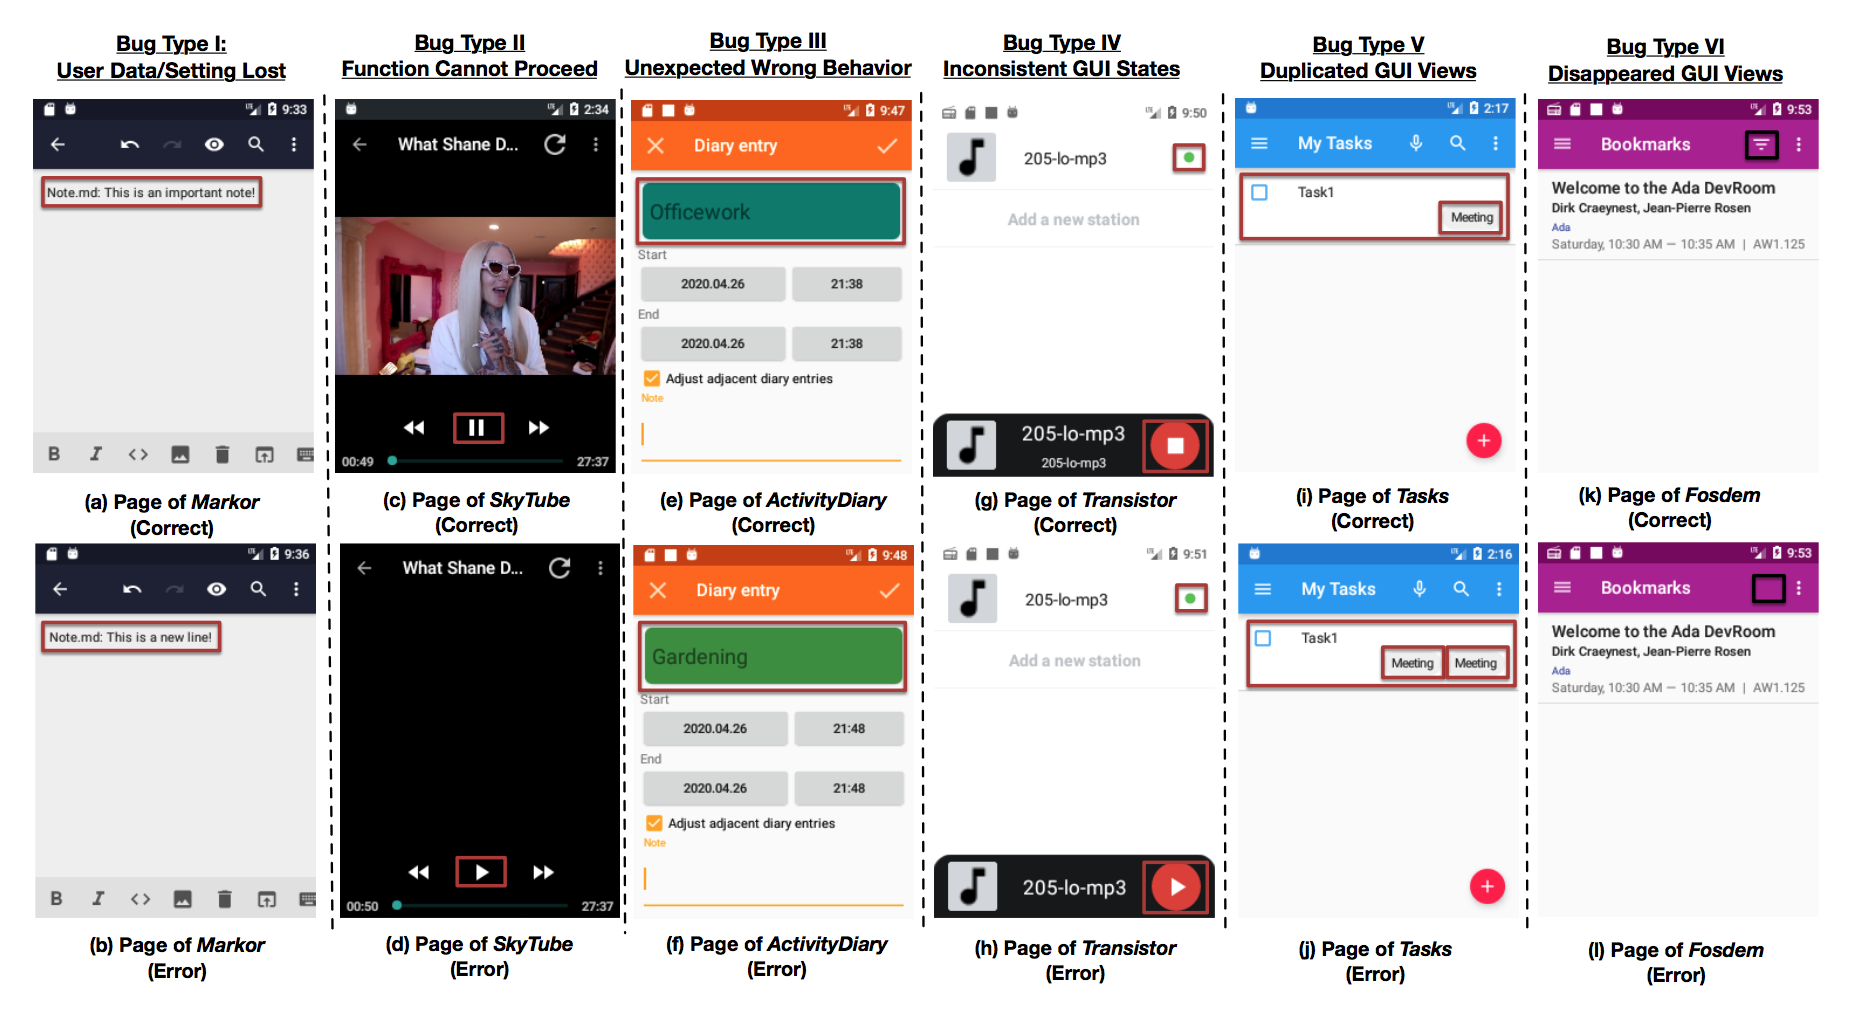 Bug Type I:
User Data/Setting Lost
Bug Type II
Function Cannot Proceed
Bug Type III
Unexpected Wrong Behavior
Bug Type IV
Inconsistent GUI States
Bug Type V
Duplicated GUI Views
Bug Type VI
Disappeared GUI Views
LTE 9:33
Note.md: This is an important note!
B I <>
(a) Page of Markor
(Correct)
2:34
LTE
What Shane D...
00:49 27:37
(c) Page of SkyTube
(Correct)
LTE 9:47
Diary entry
Officework
Start
2020.04.26 21:38
End
2020.04.26 21:38
Adjust adjacent diary entries
Note
(e) Page of ActivityDiary
(Correct)
LTE 9:50
205-lo-mp3
Add a new station
205-lo-mp3
205-lo-mp3
(g) Page of Transistor
(Correct)
LTE 2:17
My Tasks
Task1
Meeting
+
(i) Page of Tasks
(Correct)
LTE 9:53
Bookmarks
Welcome to the Ada DevRoom
Dirk Craeynest, Jean-Pierre Rosen
Ada
Saturday, 10:30 AM — 10:35 AM | AW1.125
(k) Page of Fosdem
(Correct)
LTE 9:36
Note.md: This is a new line!
B I <>
(b) Page of Markor
(Error)
What Shane D...
00:50 27:37
(d) Page of SkyTube
(Error)
LTE 9:48
Diary entry
Gardening
Start
2020.04.26 21:48
End
2020.04.26 21:48
Adjust adjacent diary entries
Note
(f) Page of ActivityDiary
(Error)
LTE 9:51
205-lo-mp3
Add a new station
205-lo-mp3
(h) Page of Transistor
(Error)
LTE 2:16
My Tasks
Task1
Meeting Meeting
+
(j) Page of Tasks
(Error)
LTE 9:53
Bookmarks
Welcome to the Ada DevRoom
Dirk Craeynest, Jean-Pierre Rosen
Ada
Saturday, 10:30 AM — 10:35 AM | AW1.125
(l) Page of Fosdem
(Error)